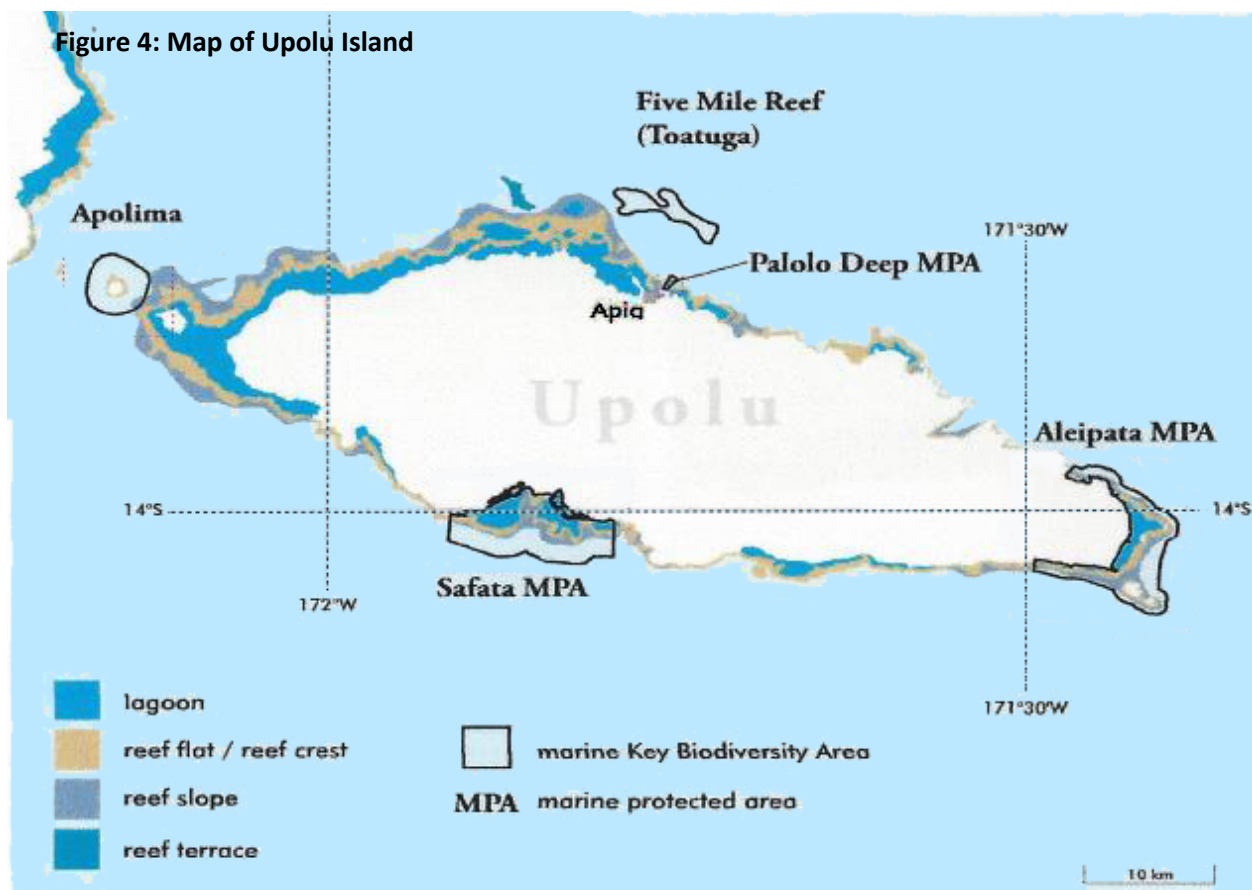 Figure 4: Map of Upolu Island
Five Mile Reef
(Toatuga)
Apolima
171°30'W
Palolo Deep MPA
Apia
Upolu
Aleipata MPA
14°S
14°S
Safata MPA
172°W
171°30'W
lagoon
reef flat / reef crest
marine Key Biodiversity Area
reef slope
MPA marine protected area
reef terrace
10 km